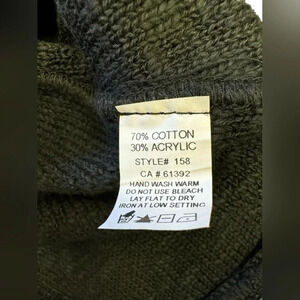 70% COTTON
30% ACRYLIC
STYLE# 158
CA # 61392
HAND WASH WARM
DO NOT USE BLEACH
LAY FLAT TO DRY
IRON AT LOW SETTING